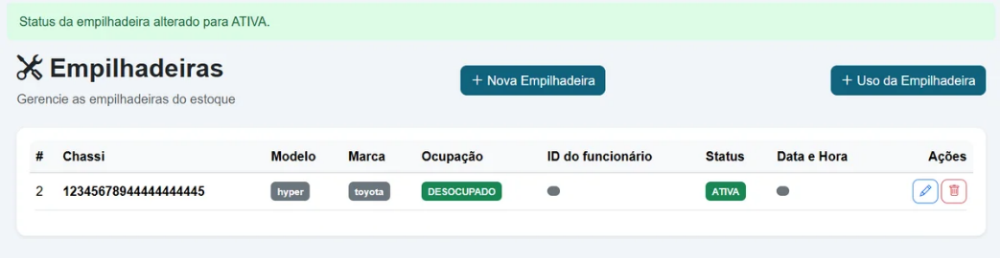 Status da empilhadeira alterado para ATIVA.
Empilhadeiras
+ Nova Empilhadeira
+ Uso da Empilhadeira
Gerencie as empilhadeiras do estoque
# Chassi Modelo Marca Ocupação ID do funcionário Status Data e Hora Ações
2 12345678944444444445 hyper toyota DESOCUPADO ATIVA